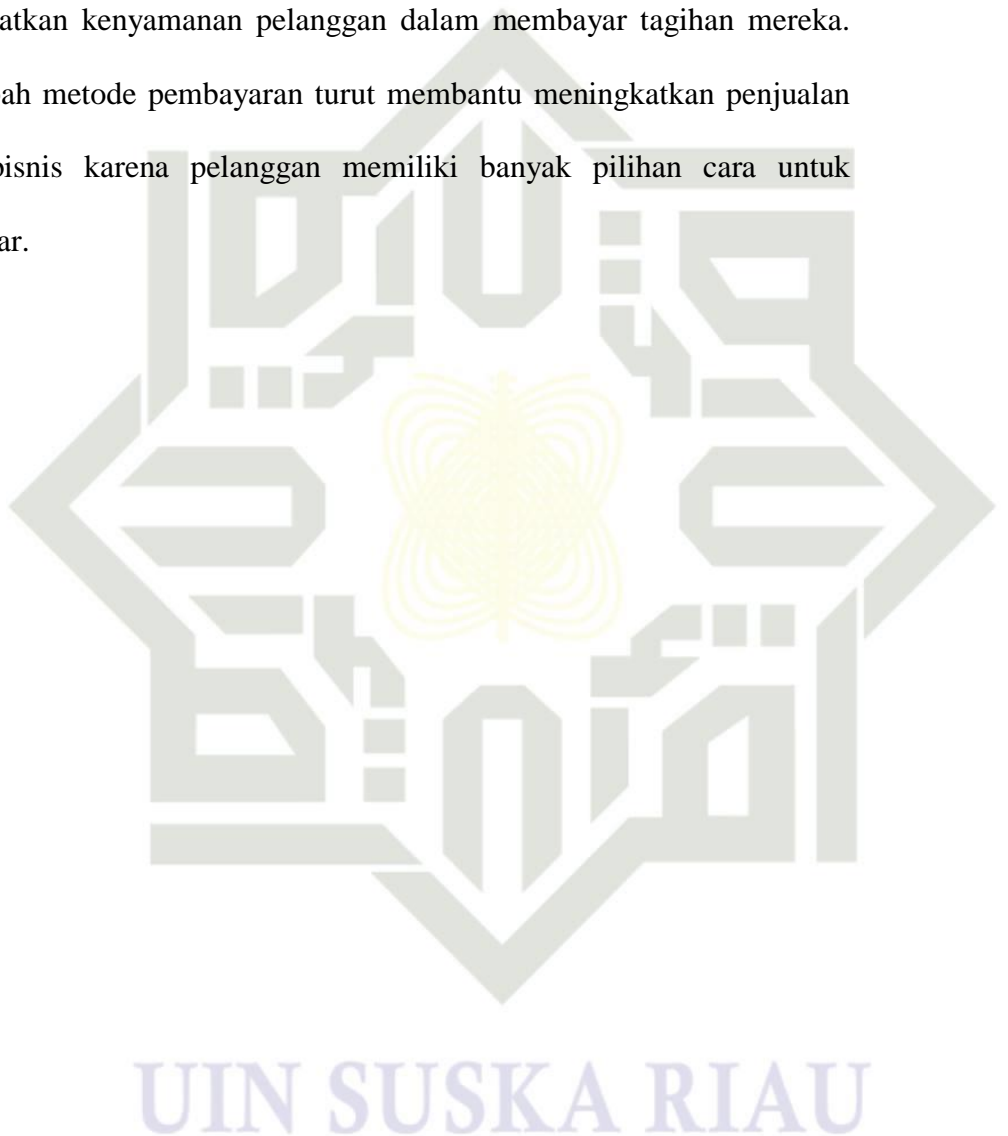 atkan kenyamanan pelanggan dalam membayar tagihan mereka.
ah metode pembayaran turut membantu meningkatkan penjualan
bisnis karena pelanggan memiliki banyak pilihan cara untuk
ar.
UIN SUSKA RIAU